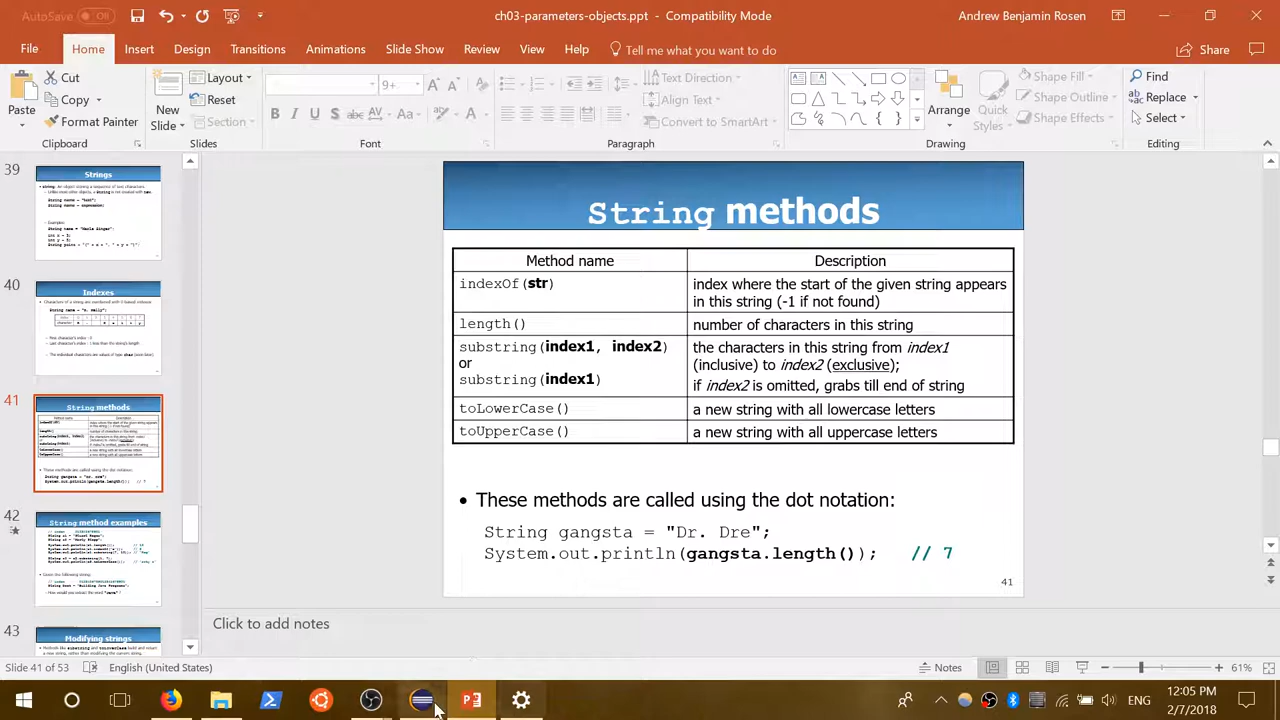 AutoSave Off
ch03-parameters-objects.ppt - Compatibility Mode
Andrew Benjamin Rosen
File Home Insert Design Transitions Animations Slide Show Review View Help Tell me what you want to do Share
Paste
Cut
Copy
Format Painter
Clipboard
New
Slide
Layout
Reset
Section
Slides
9+
Font
Text Direction
Align Text
Convert to SmartArt
Paragraph
Arrange
Quick
Styles
Shape Fill
Shape Outline
Shape Effects
Drawing
Find
Replace
Select
Editing
39
Strings
40
Indexes
41
String methods
42
String method examples
43
Modifying strings
String methods
Method name Description
indexOf(str) index where the start of the given string appears
in this string (-1 if not found)
length() number of characters in this string
substring(index1, index2)
or
substring(index1)
the characters in this string from index1
(inclusive) to index2 (exclusive);
if index2 is omitted, grabs till end of string
toLowerCase() a new string with all lowercase letters
toUpperCase() a new string with all uppercase letters
• These methods are called using the dot notation:
String gangsta = "Dr. Dre";
System.out.println(gangsta.length()); // 7
41
Click to add notes
Slide 41 of 53 English (United States) Notes 61%
12:05 PM
2/7/2018